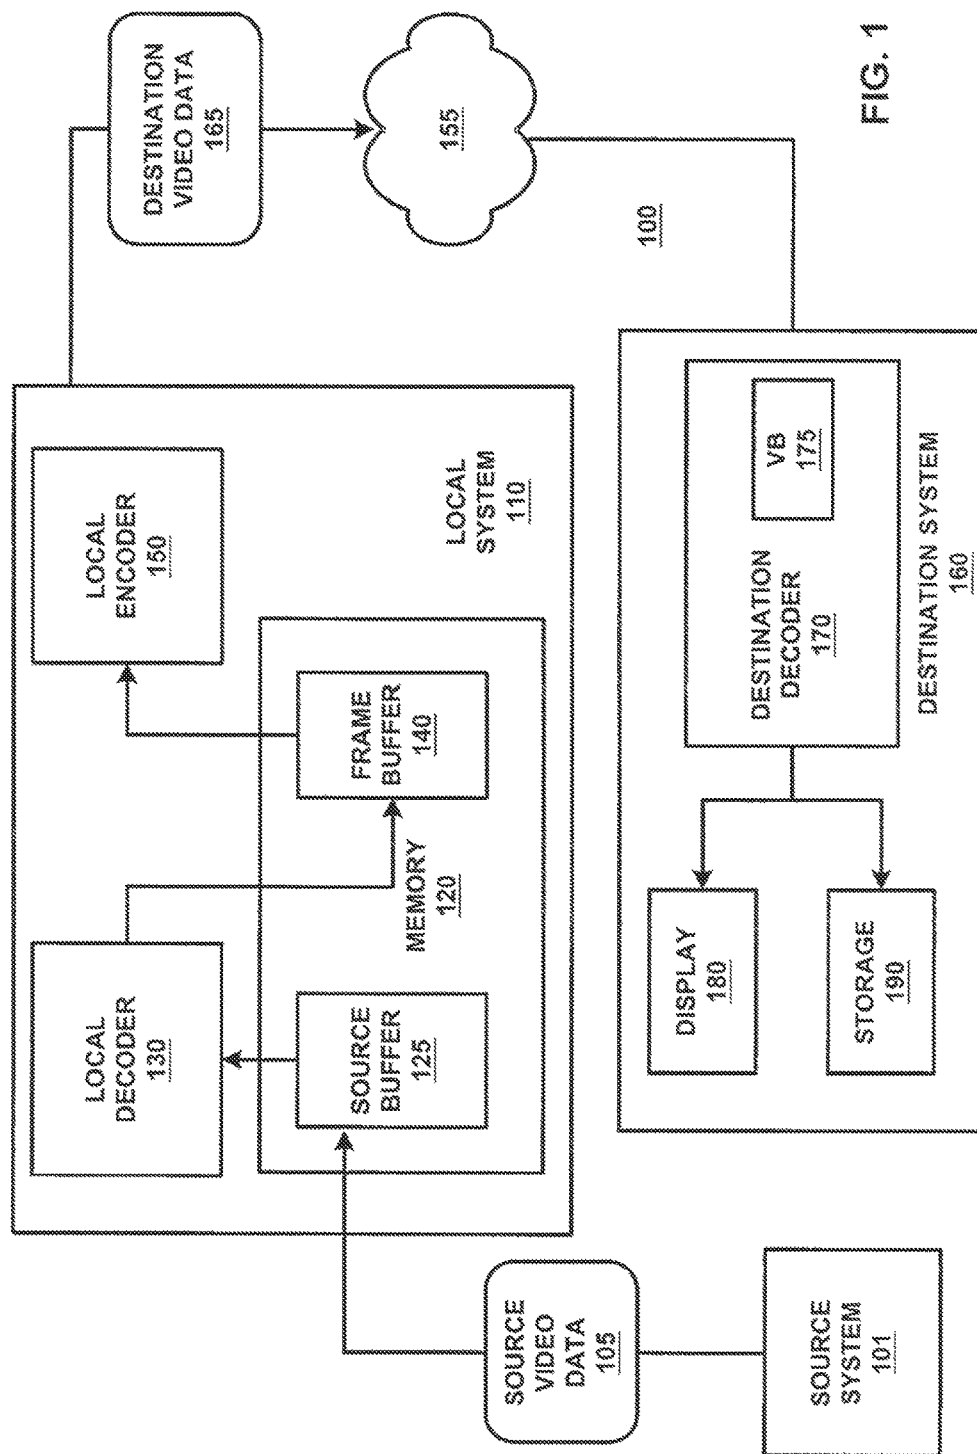 SOURCE
SYSTEM
101
SOURCE
VIDEO
DATA
105
LOCAL
DECODER
130
SOURCE
BUFFER
125
MEMORY
120
FRAME
BUFFER
140
LOCAL
ENCODER
150
LOCAL
SYSTEM
110
DESTINATION
VIDEO DATA
165
155
100
DISPLAY
180
STORAGE
190
DESTINATION
DECODER
170
VB
175
DESTINATION SYSTEM
160
FIG. 1